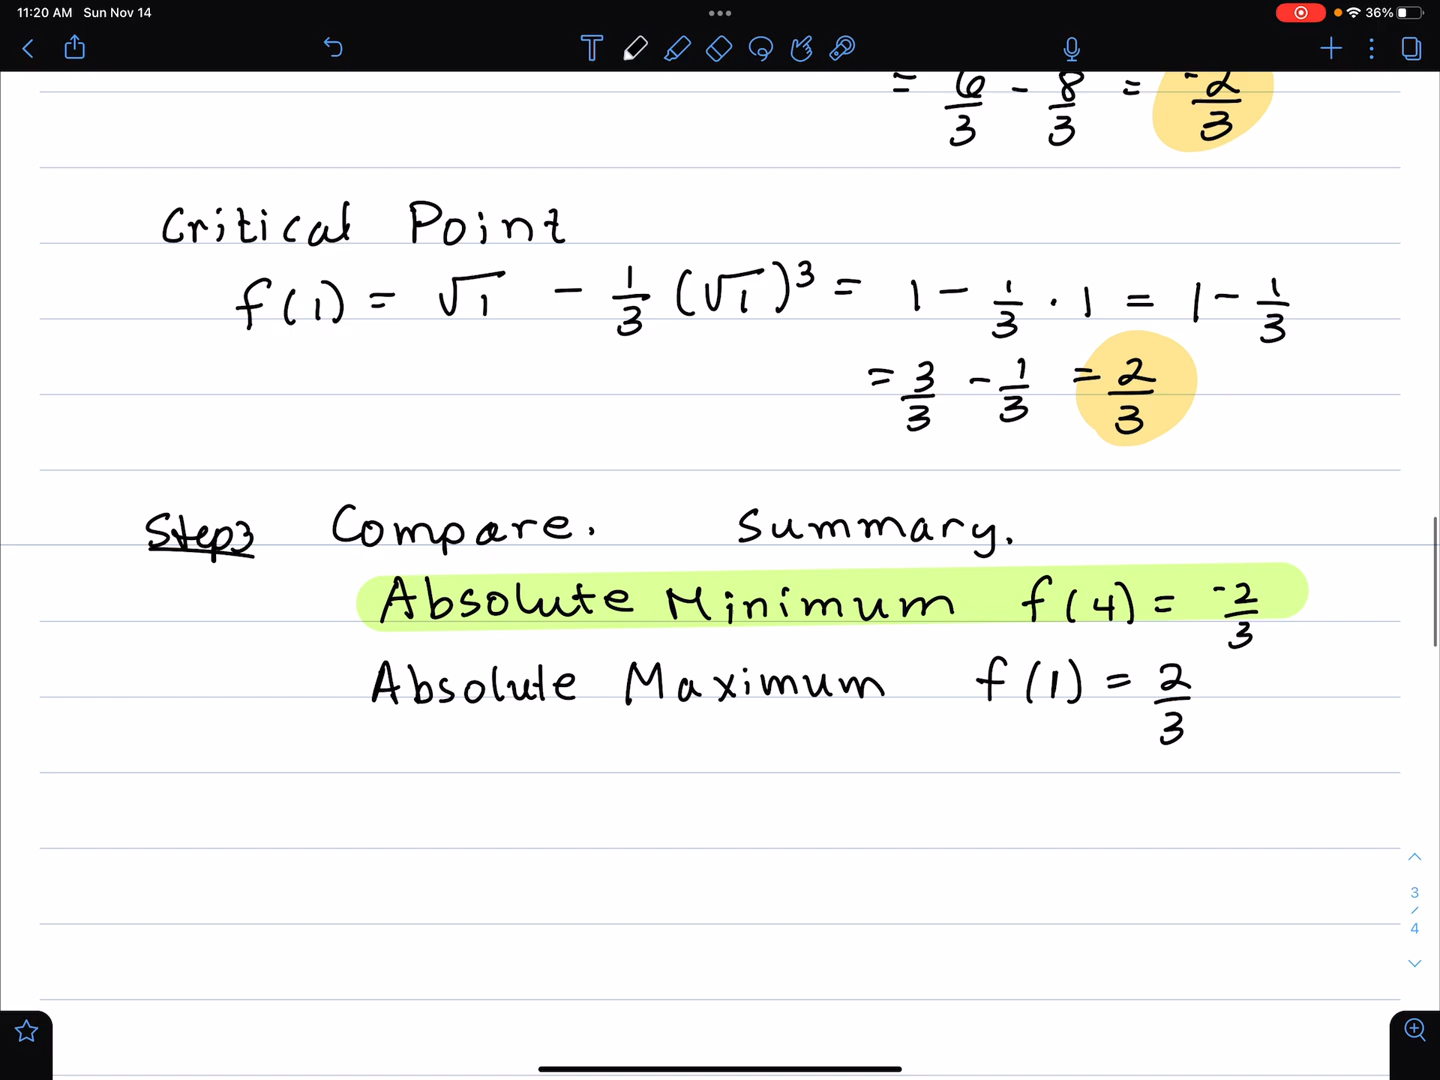 11:20 AM Sun Nov 14
36%
= 6/3 - 8/3 = -2/3
Critical Point
f(1) = √1 - 1/3 (√1)³ = 1 - 1/3 · 1 = 1 - 1/3
= 3/3 - 1/3 = 2/3
Step3 Compare. Summary.
Absolute Minimum f(4) = -2/3
Absolute Maximum f(1) = 2/3
3
/
4